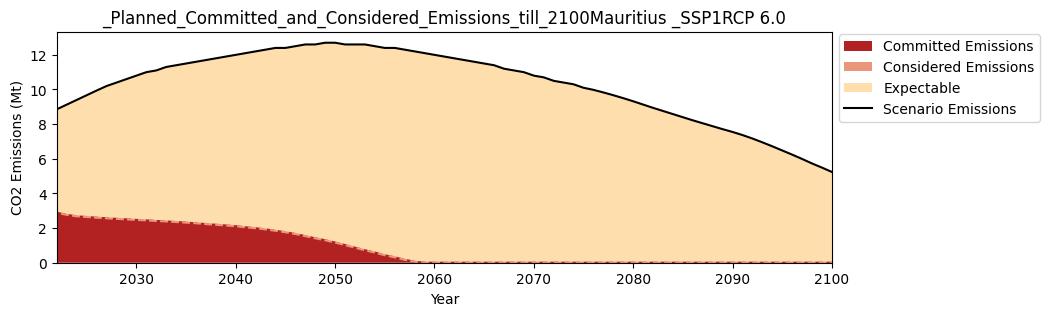 _Planned_Committed_and_Considered_Emissions_till_2100Mauritius _SSP1RCP 6.0
CO2 Emissions (Mt)
12
10
8
6
4
2
0
2030 2040 2050 2060 2070 2080 2090 2100
Year
Committed Emissions
Considered Emissions
Expectable
Scenario Emissions